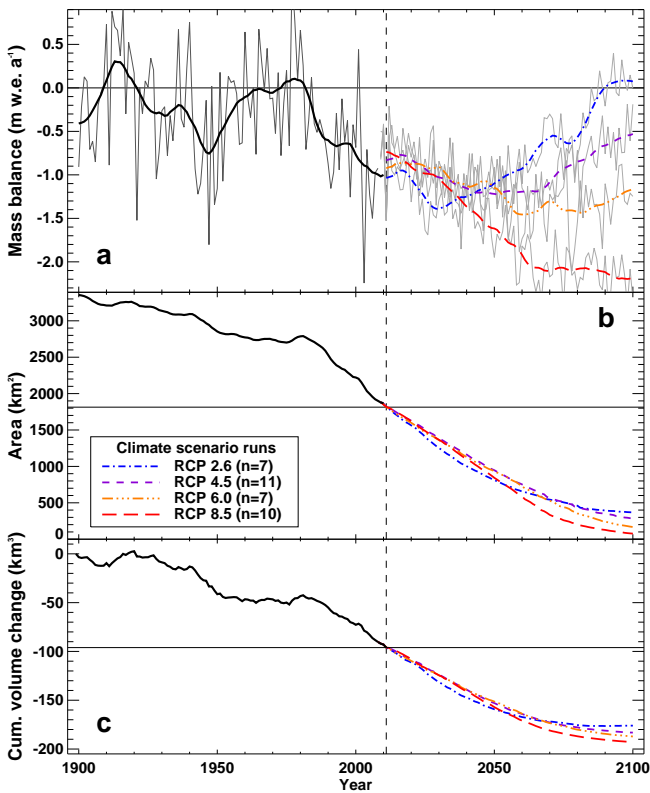 0.0
-0.5
-1.0
-1.5
-2.0
Mass balance (m w.e. a⁻¹)
a
3000
2500
2000
1500
1000
500
0
Area (km²)
b
Climate scenario runs
RCP 2.6 (n=7)
RCP 4.5 (n=11)
RCP 6.0 (n=7)
RCP 8.5 (n=10)
0
-50
-100
-150
-200
Cum. volume change (km³)
c
1900 1950 2000 2050 2100
Year